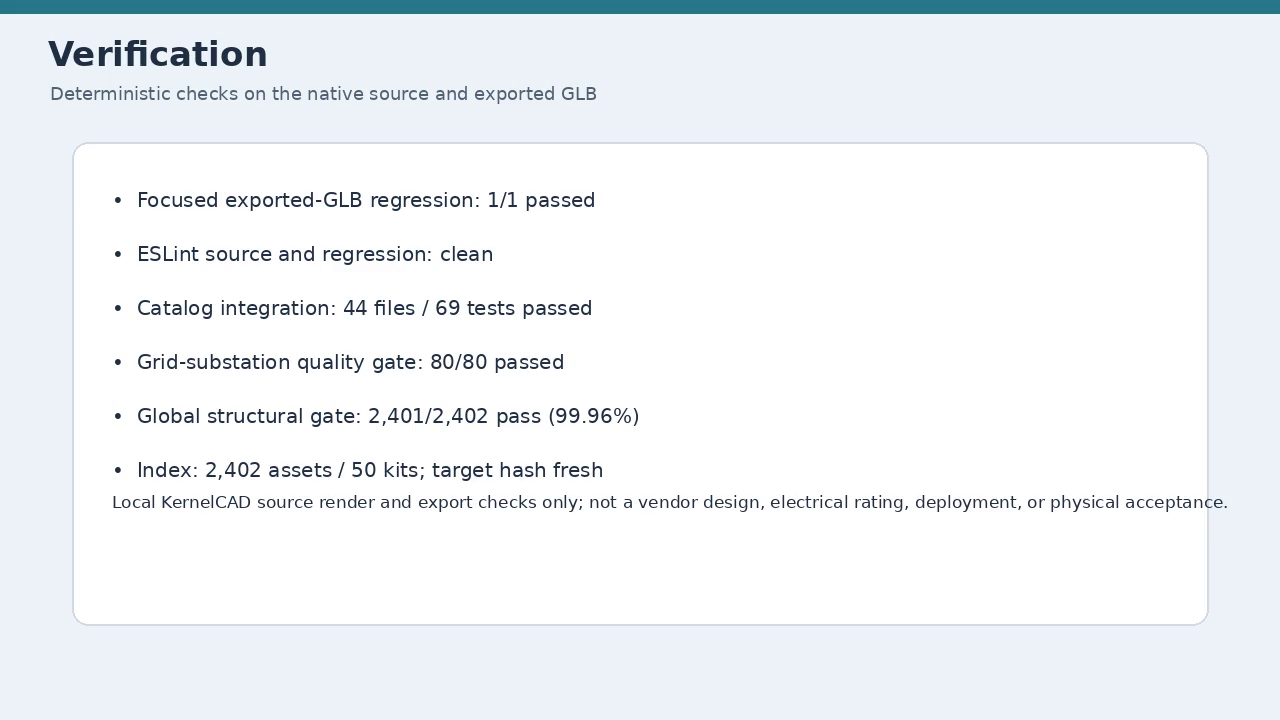 Verification
Deterministic checks on the native source and exported GLB
• Focused exported-GLB regression: 1/1 passed
• ESLint source and regression: clean
• Catalog integration: 44 files / 69 tests passed
• Grid-substation quality gate: 80/80 passed
• Global structural gate: 2,401/2,402 pass (99.96%)
• Index: 2,402 assets / 50 kits; target hash fresh
Local KernelCAD source render and export checks only; not a vendor design, electrical rating, deployment, or physical acceptance.